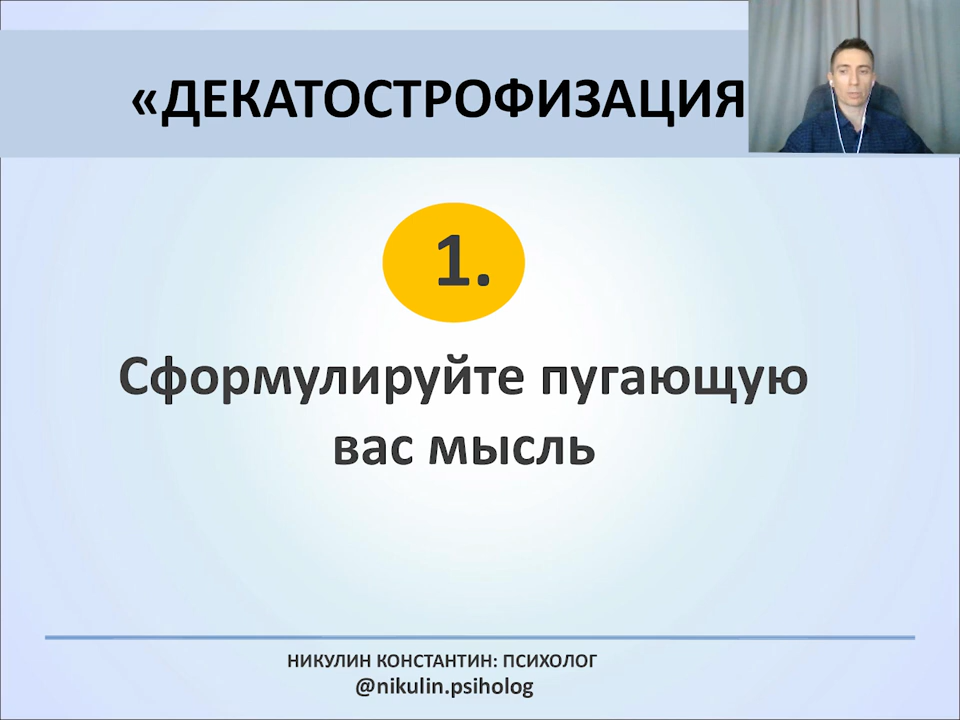 «ДЕКАТОСТРОФИЗАЦИЯ
1.
Сформулируйте пугающую
вас мысль
НИКУЛИН КОНСТАНТИН: ПСИХОЛОГ
@nikulin.psiholog